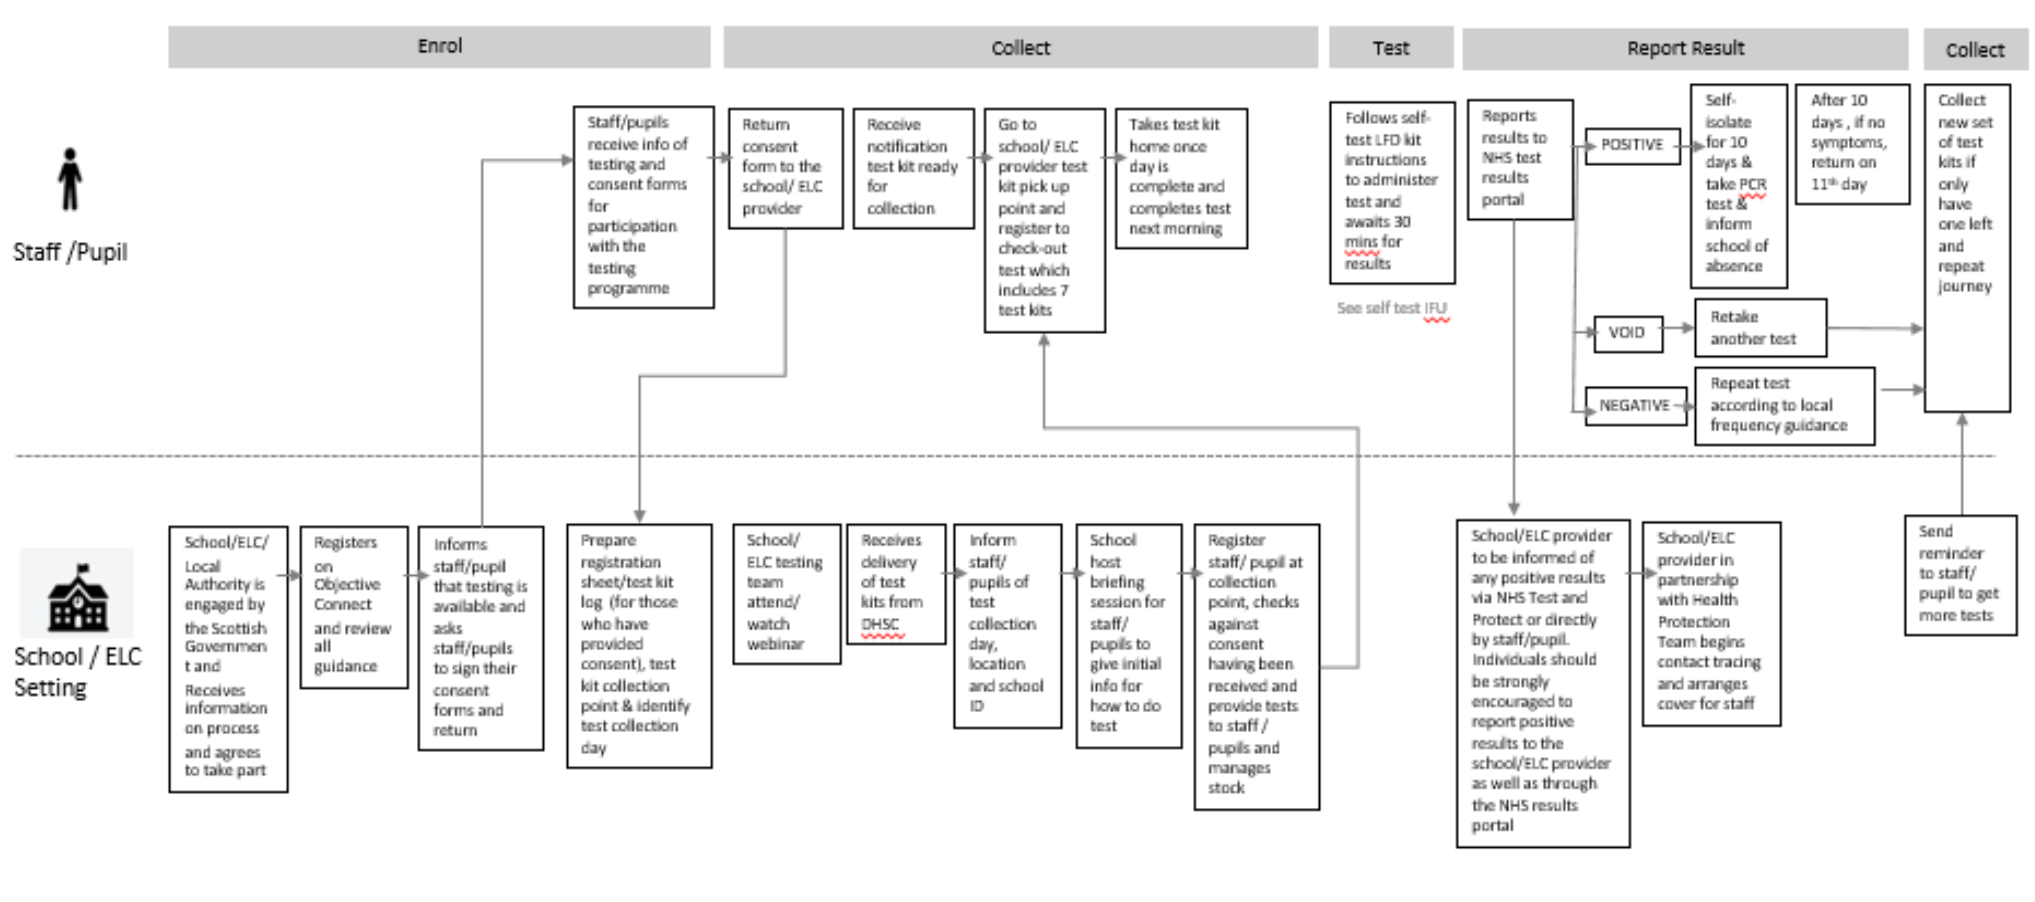 Enrol
Collect
Test
Report Result
Collect
Staff /Pupil
Staff/pupils
receive info of
testing and
consent forms
for
participation
with the
testing
programme
Return
consent
form to the
school/ ELC
provider
Receive
notification
test kit ready
for
collection
Go to
school/ ELC
provider test
kit pick up
point and
register to
check-out
test which
includes 7
test kits
Takes test kit
home once
day is
complete and
completes test
next morning
Follows self-
test LFD kit
instructions
to administer
test and
awaits 30
mins for
results
See self test IFU
Reports
results to
NHS test
results
portal
POSITIVE
Self-
isolate
for 10
days &
take PCR
test &
inform
school of
absence
After 10
days , if no
symptoms,
return on
11th day
VOID
Retake
another test
NEGATIVE
Repeat test
according to local
frequency guidance
Collect
new set
of test
kits if
only
have
one left
and
repeat
journey
School / ELC
Setting
School/ELC/
Local
Authority is
engaged by
the Scottish
Governmen
t and
Receives
information
on process
and agrees
to take part
Registers
on
Objective
Connect
and review
all
guidance
Informs
staff/pupil
that testing is
available and
asks
staff/pupils
to sign their
consent
forms and
return
Prepare
registration
sheet/test kit
log (for those
who have
provided
consent), test
kit collection
point & identify
test collection
day
School/
ELC testing
team
attend/
watch
webinar
Receives
delivery
of test
kits from
DHSC
Inform
staff/
pupils of
test
collection
day,
location
and school
ID
School
host
briefing
session for
staff/
pupils to
give initial
info for
how to do
test
Register
staff/ pupil at
collection
point, checks
against
consent
having been
received and
provide tests
to staff /
pupils and
manages
stock
School/ELC provider
to be informed of
any positive results
via NHS Test and
Protect or directly
by staff/pupil.
Individuals should
be strongly
encouraged to
report positive
results to the
school/ELC provider
as well as through
the NHS results
portal
School/ELC
provider in
partnership
with Health
Protection
Team begins
contact tracing
and arranges
cover for staff
Send
reminder
to staff/
pupil to get
more tests